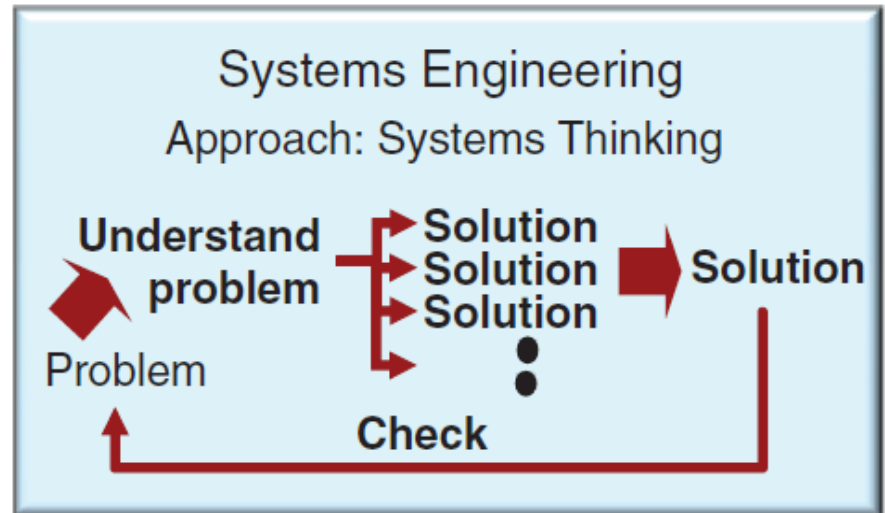 Systems Engineering
Approach: Systems Thinking
Understand
problem
Solution
Solution
Solution
Solution
Problem
Check